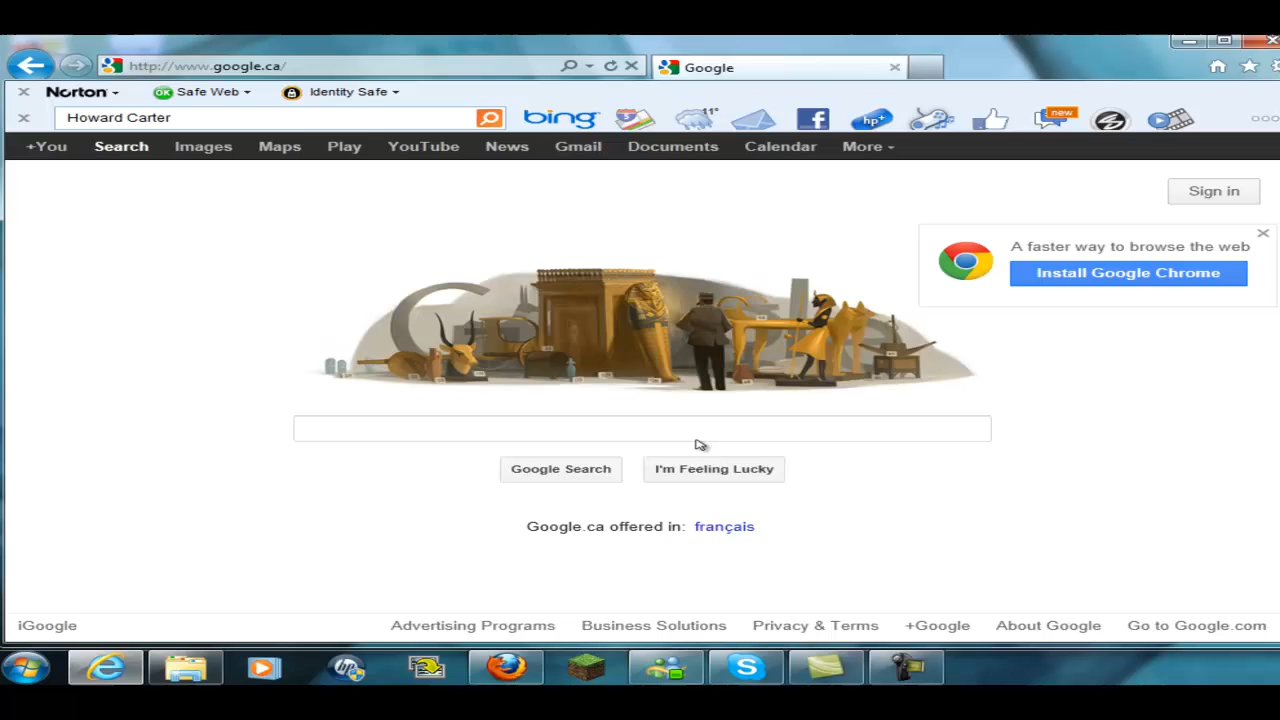 http://www.google.ca/
Google
Norton
OK Safe Web
Identity Safe
Howard Carter
bing
11°
hp+
new
+You Search Images Maps Play YouTube News Gmail Documents Calendar More
Sign in
A faster way to browse the web
Install Google Chrome
Google Search
I'm Feeling Lucky
Google.ca offered in: français
iGoogle
Advertising Programs Business Solutions Privacy & Terms +Google About Google Go to Google.com